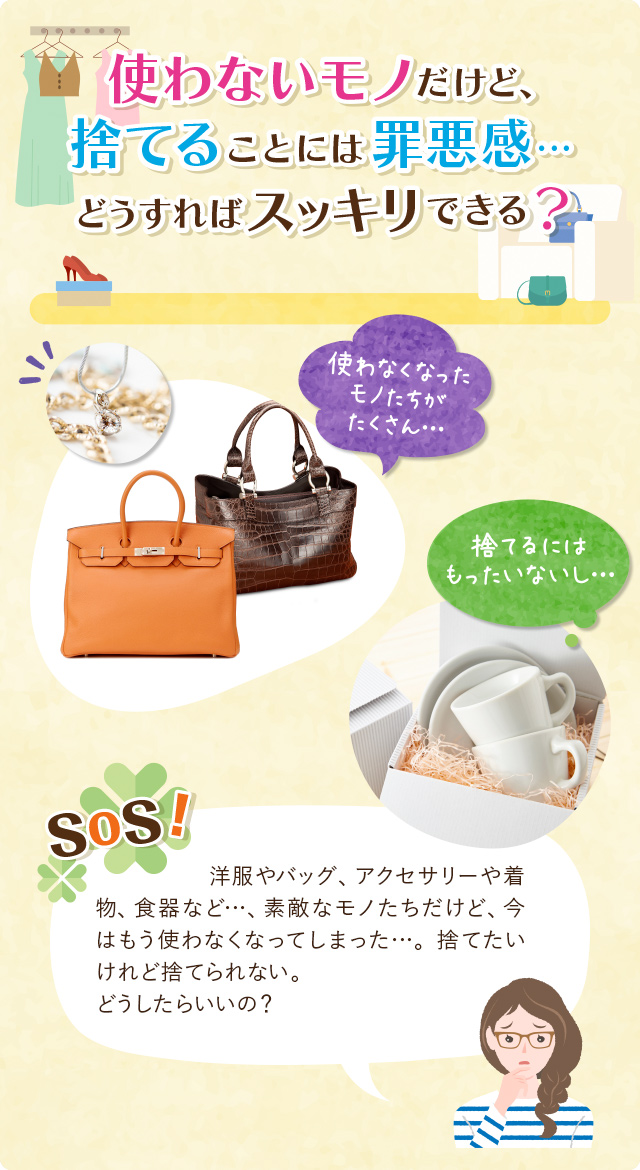 使わないモノだけど、
捨てることには罪悪感…
どうすればスッキリできる？
使わなくなった
モノたちが
たくさん…
捨てるには
もったいないし…
SOS!
洋服やバッグ、アクセサリーや着
物、食器など…、素敵なモノたちだけど、今
はもう使わなくなってしまった…。捨てたい
けれど捨てられない。
どうしたらいいの？